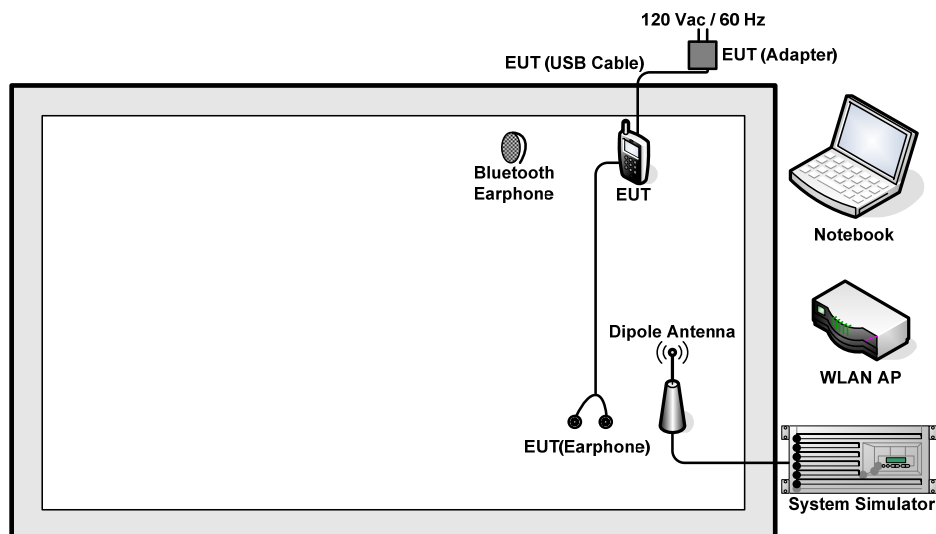 120 Vac / 60 Hz
EUT (USB Cable)
EUT (Adapter)
Bluetooth
Earphone
EUT
Notebook
Dipole Antenna
WLAN AP
EUT(Earphone)
System Simulator